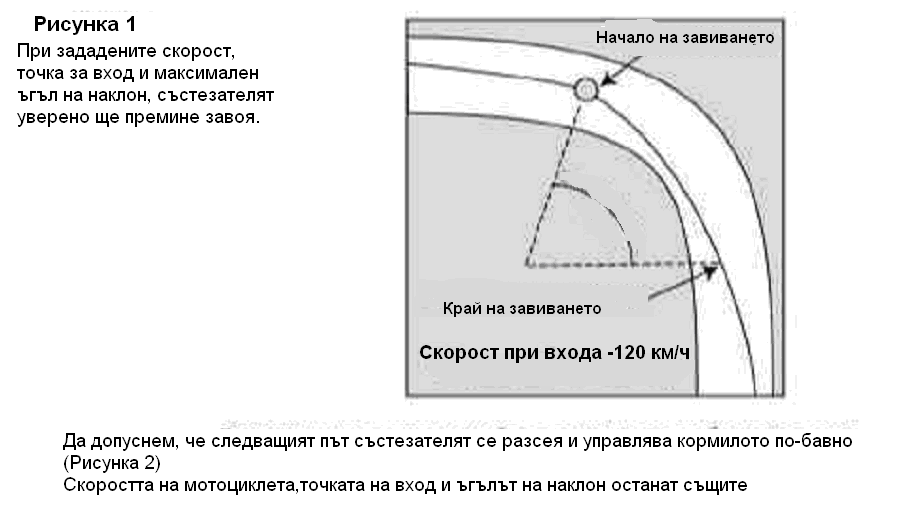 Рисунка 1
При зададените скорост,
точка за вход и максимален
ъгъл на наклон, състезателят
уверено ще премине завоя.
Начало на завиването
Край на завиването
Скорост при входа -120 км/ч
Да допуснем, че следващият път състезателят се разсея и управлява кормилото по-бавно
(Рисунка 2)
Скоростта на мотоциклета,точката на вход и ъгълът на наклон останат същите